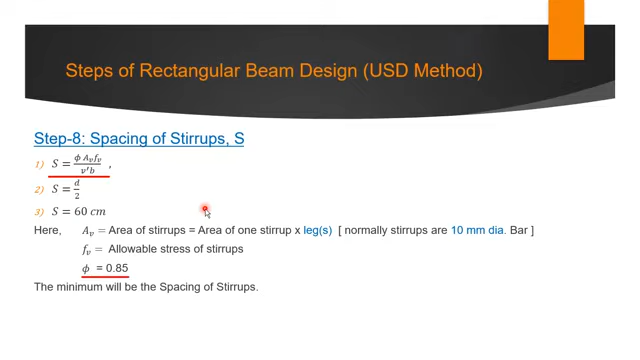 Steps of Rectangular Beam Design (USD Method)
Step-8: Spacing of Stirrups, S
1) S = ϕ A_v f_v / v′b ,
2) S = d / 2
3) S = 60 cm
Here, A_v = Area of stirrups = Area of one stirrup x leg(s) [ normally stirrups are 10 mm dia. Bar ]
f_v = Allowable stress of stirrups
ϕ = 0.85
The minimum will be the Spacing of Stirrups.